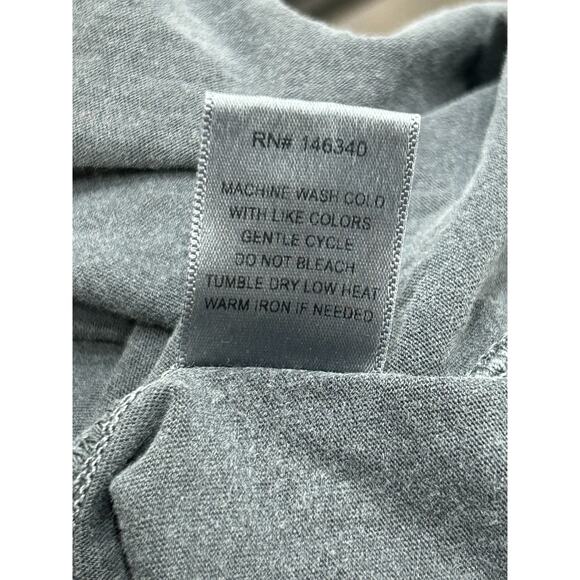 RN# 146340
MACHINE WASH COLD
WITH LIKE COLORS
GENTLE CYCLE
DO NOT BLEACH
TUMBLE DRY LOW HEAT
WARM IRON IF NEEDED